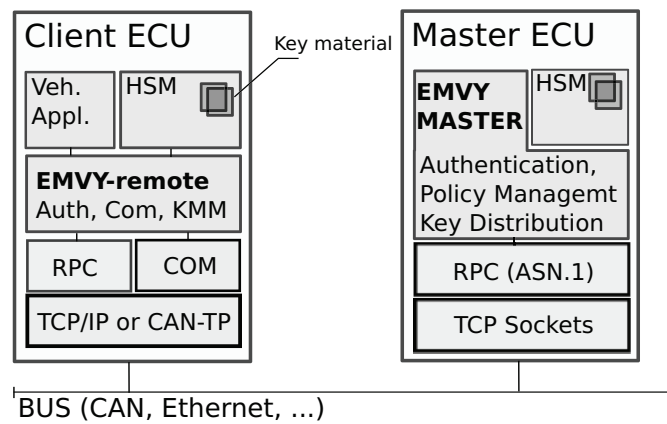 Client ECU
Key material
Master ECU
Veh.
Appl.
HSM
EMVY
MASTER
HSM
EMVY-remote
Auth, Com, KMM
Authentication,
Policy Managemt
Key Distribution
RPC
COM
RPC (ASN.1)
TCP/IP or CAN-TP
TCP Sockets
BUS (CAN, Ethernet, ...)